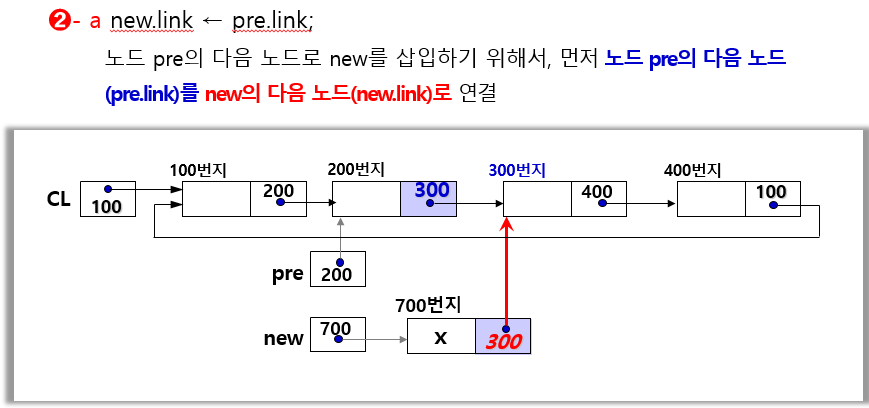 ❷- a new.link ← pre.link;
노드 pre의 다음 노드로 new를 삽입하기 위해서, 먼저 노드 pre의 다음 노드
(pre.link)를 new의 다음 노드(new.link)로 연결
100번지 200번지 300번지 400번지
CL 100 200 300 400 100
pre 200
700번지
new 700 x 300